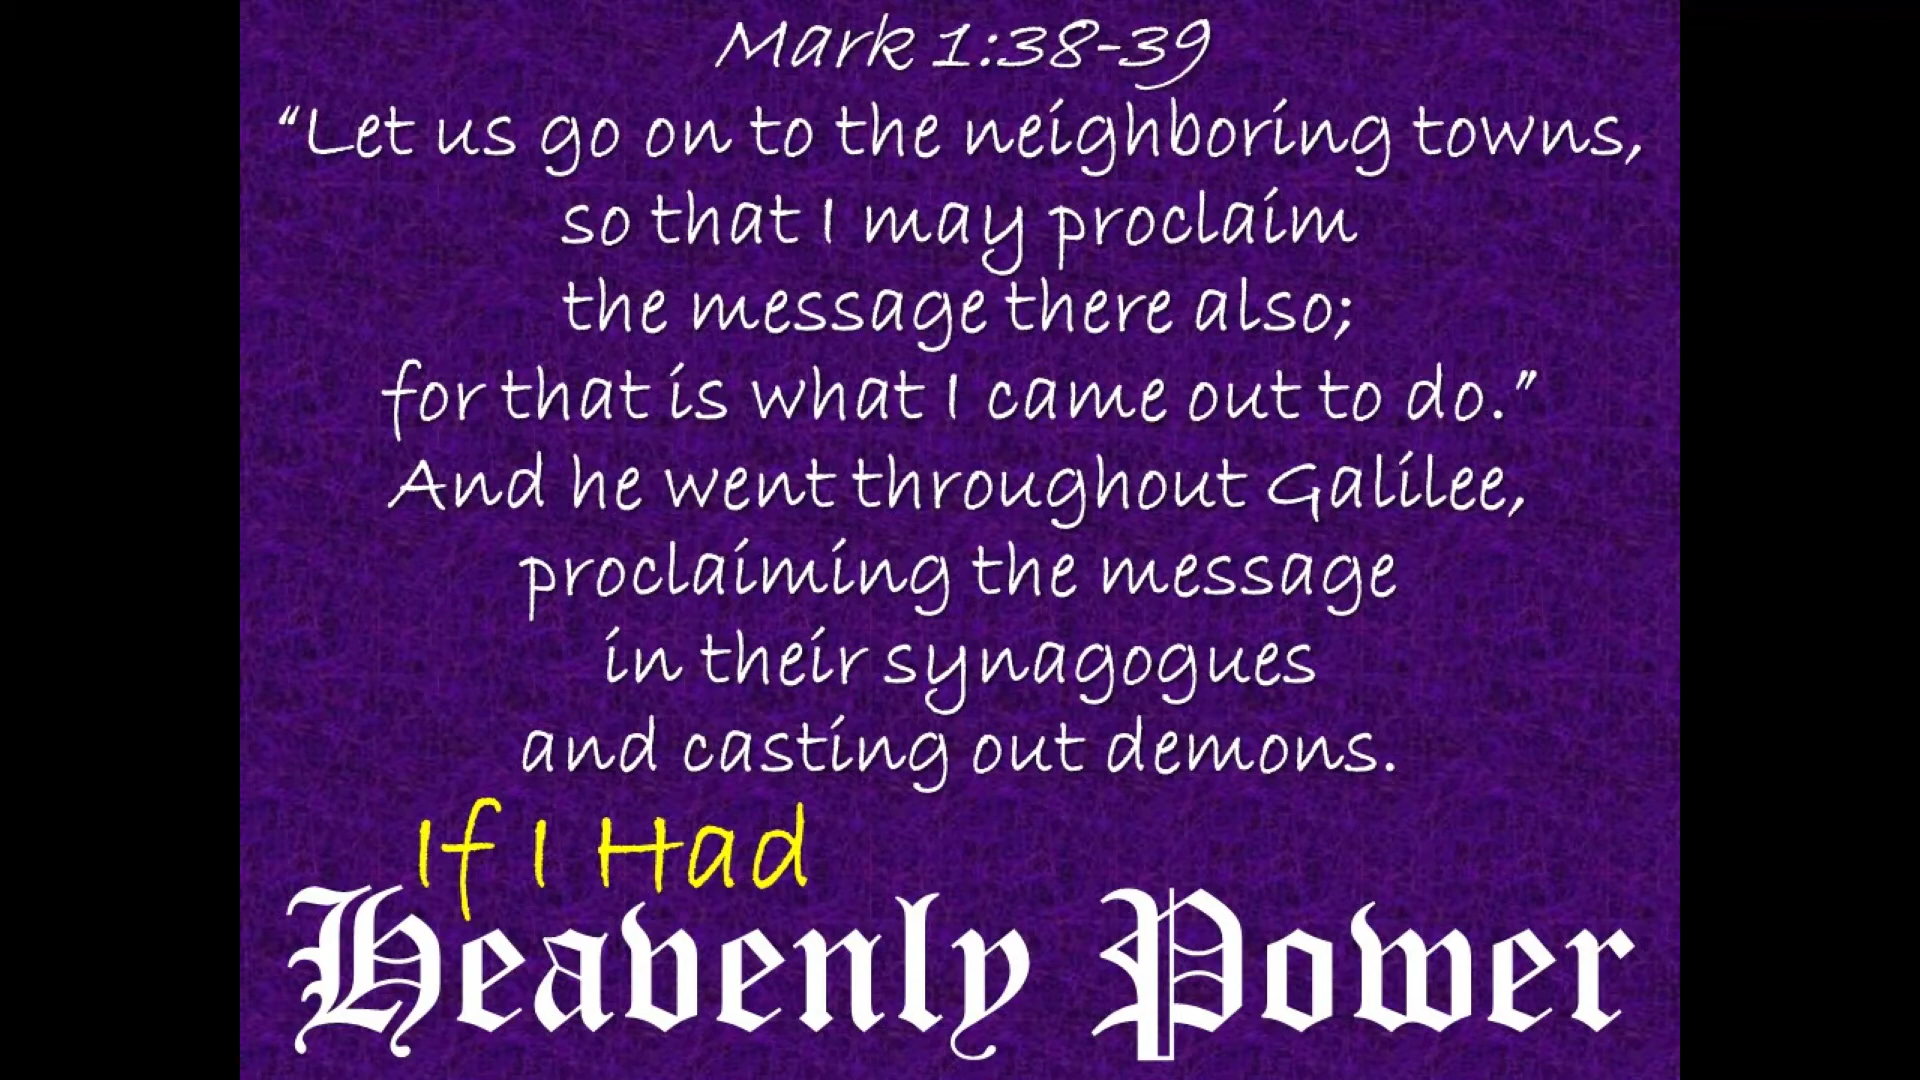 Mark 1:38-39
“Let us go on to the neighboring towns,
so that I may proclaim
the message there also;
for that is what I came out to do.”
And he went throughout Galilee,
proclaiming the message
in their synagogues
and casting out demons.
If I Had
Heavenly Power